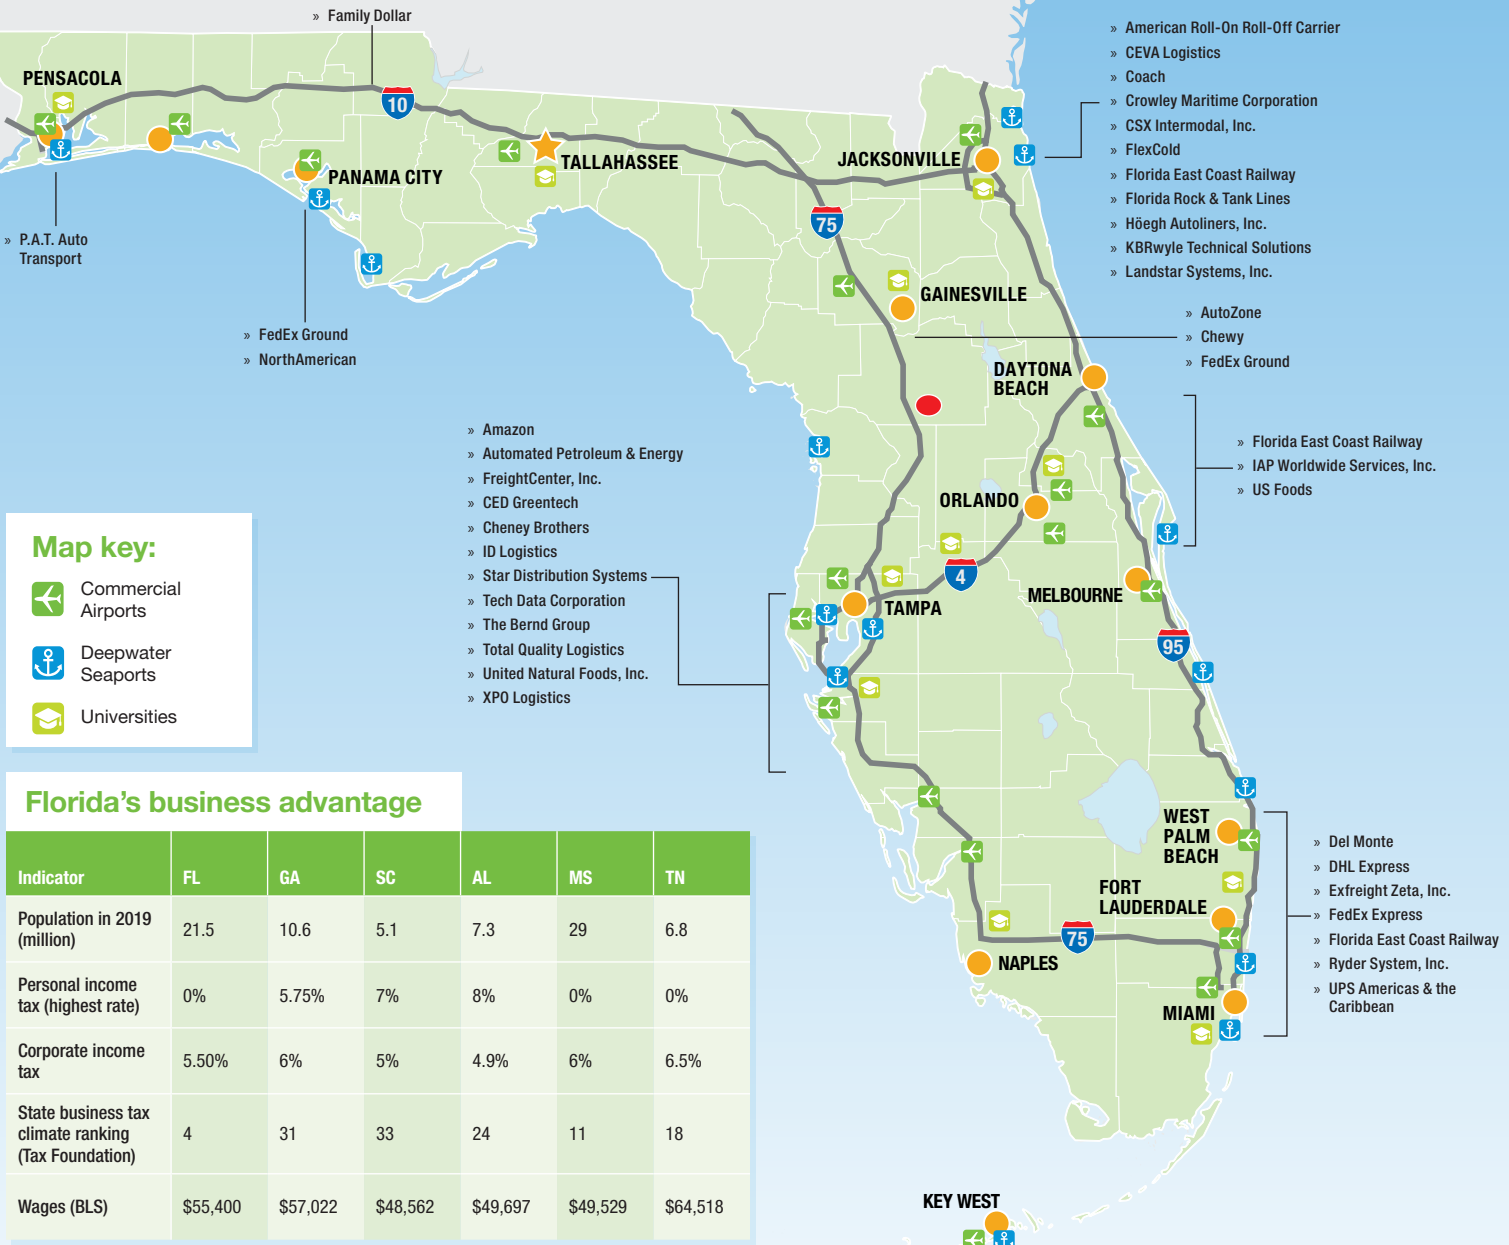 » Family Dollar
PENSACOLA
10
TALLAHASSEE
PANAMA CITY
» P.A.T. Auto
Transport
» FedEx Ground
» NorthAmerican
JACKSONVILLE
» American Roll-On Roll-Off Carrier
» CEVA Logistics
» Coach
» Crowley Maritime Corporation
» CSX Intermodal, Inc.
» FlexCold
» Florida East Coast Railway
» Florida Rock & Tank Lines
» Höegh Autoliners, Inc.
» KBRwyle Technical Solutions
» Landstar Systems, Inc.
75
GAINESVILLE
» AutoZone
» Chewy
» FedEx Ground
DAYTONA
BEACH
» Florida East Coast Railway
» IAP Worldwide Services, Inc.
» US Foods
» Amazon
» Automated Petroleum & Energy
» FreightCenter, Inc.
» CED Greentech
» Cheney Brothers
» ID Logistics
» Star Distribution Systems
» Tech Data Corporation
» The Bernd Group
» Total Quality Logistics
» United Natural Foods, Inc.
» XPO Logistics
ORLANDO
4
TAMPA
MELBOURNE
95
WEST
PALM
BEACH
FORT
LAUDERDALE
75
NAPLES
MIAMI
» Del Monte
» DHL Express
» Exfreight Zeta, Inc.
» FedEx Express
» Florida East Coast Railway
» Ryder System, Inc.
» UPS Americas & the
Caribbean
KEY WEST
Map key:
Commercial
Airports
Deepwater
Seaports
Universities
Florida's business advantage
Indicator FL GA SC AL MS TN
Population in 2019
(million) 21.5 10.6 5.1 7.3 29 6.8
Personal income
tax (highest rate) 0% 5.75% 7% 8% 0% 0%
Corporate income
tax 5.50% 6% 5% 4.9% 6% 6.5%
State business tax
climate ranking 4 31 33 24 11 18
(Tax Foundation)
Wages (BLS) $55,400 $57,022 $48,562 $49,697 $49,529 $64,518